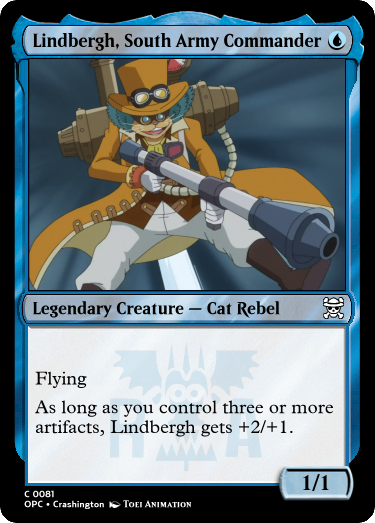 Lindbergh, South Army Commander
Legendary Creature — Cat Rebel
Flying
As long as you control three or more
artifacts, Lindbergh gets +2/+1.
R A
1/1
C 0081
OPC • Crashington TOEI ANIMATION